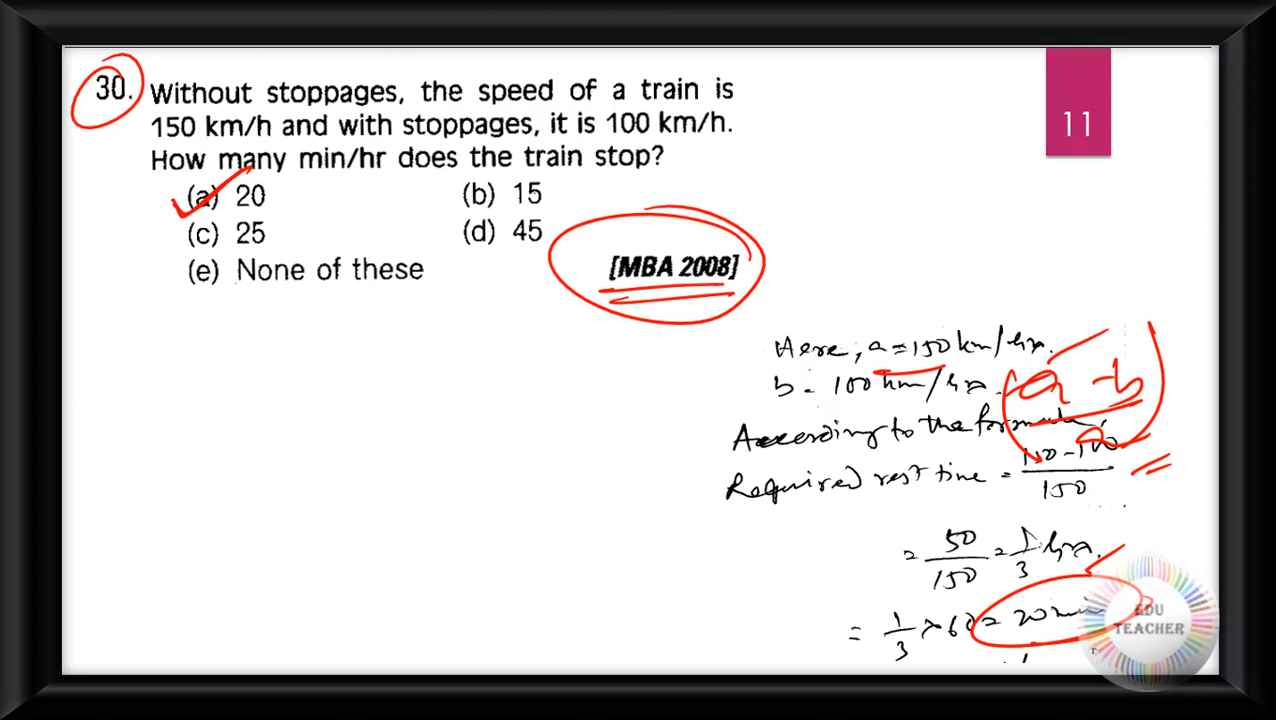 30. Without stoppages, the speed of a train is
150 km/h and with stoppages, it is 100 km/h.
How many min/hr does the train stop?
(a) 20 (b) 15
(c) 25 (d) 45
(e) None of these
[MBA 2008]
11
Here, a = 150 km/hr.
b = 100 km/hr.
a - b
a
According to the formula,
Required rest time = 150 - 100
150
= 50 = 1 hr.
150 3
= 1 × 60 = 20 min
3
EDU
TEACHER